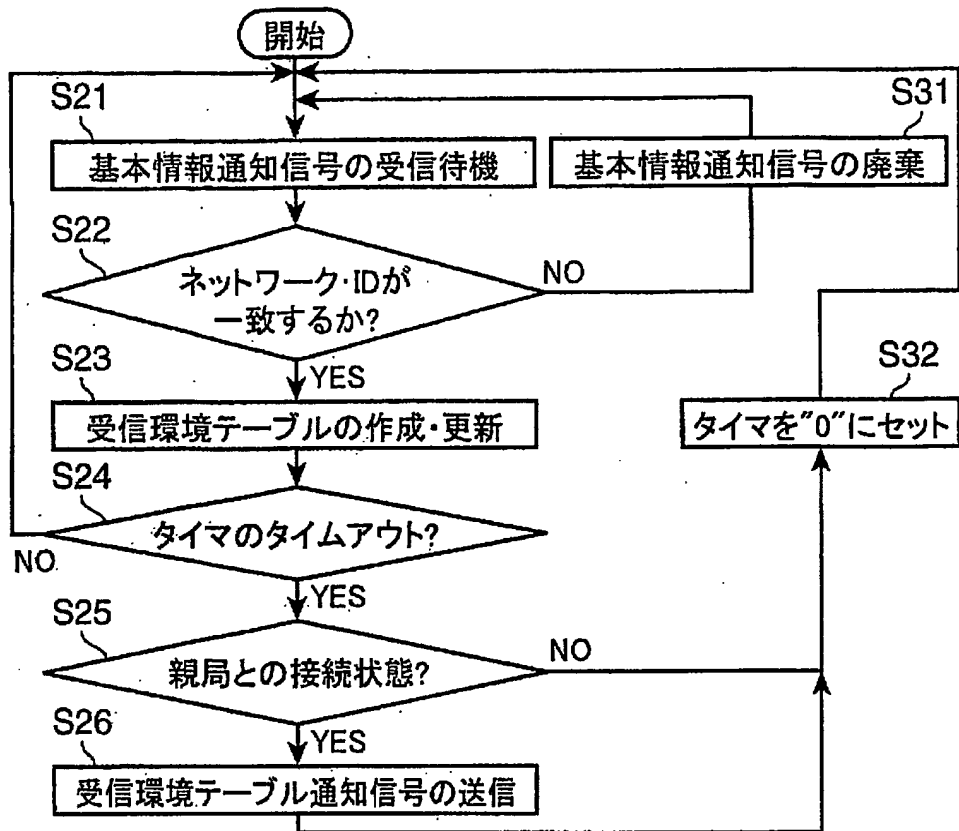 開始
S21
基本情報通知信号の受信待機
S31
基本情報通知信号の廃棄
S22
ネットワーク・IDが
一致するか?
NO
YES
S23
受信環境テーブルの作成・更新
S32
タイマを"0"にセット
S24
タイマのタイムアウト?
NO
YES
S25
親局との接続状態?
NO
YES
S26
受信環境テーブル通知信号の送信